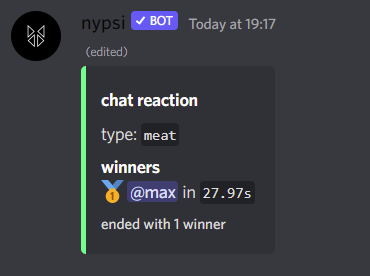 nypsi ✓ BOT Today at 19:17
(edited)
chat reaction
type: meat
winners
🥇 @max in 27.97s
ended with 1 winner